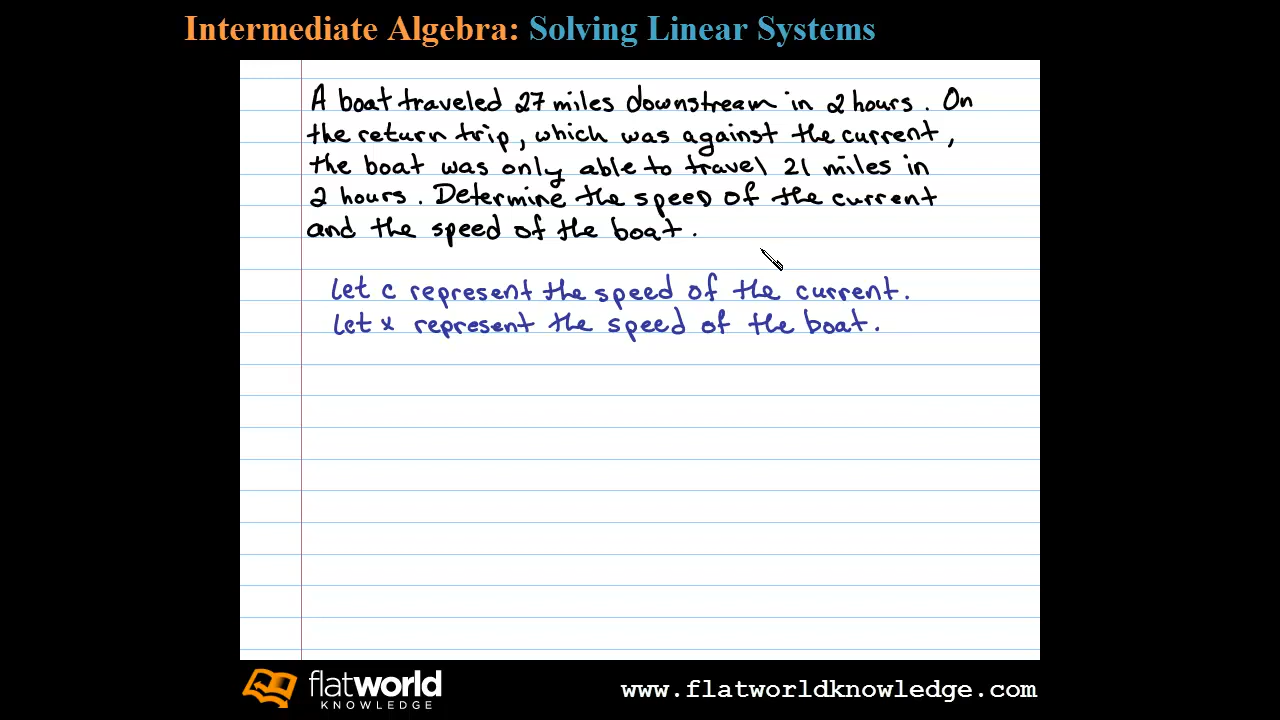 Intermediate Algebra: Solving Linear Systems
A boat traveled 27 miles downstream in 2 hours. On
the return trip, which was against the current,
the boat was only able to travel 21 miles in
2 hours. Determine the speed of the current
and the speed of the boat.
Let c represent the speed of the current.
Let x represent the speed of the boat.
flatworld
KNOWLEDGE
www.flatworldknowledge.com